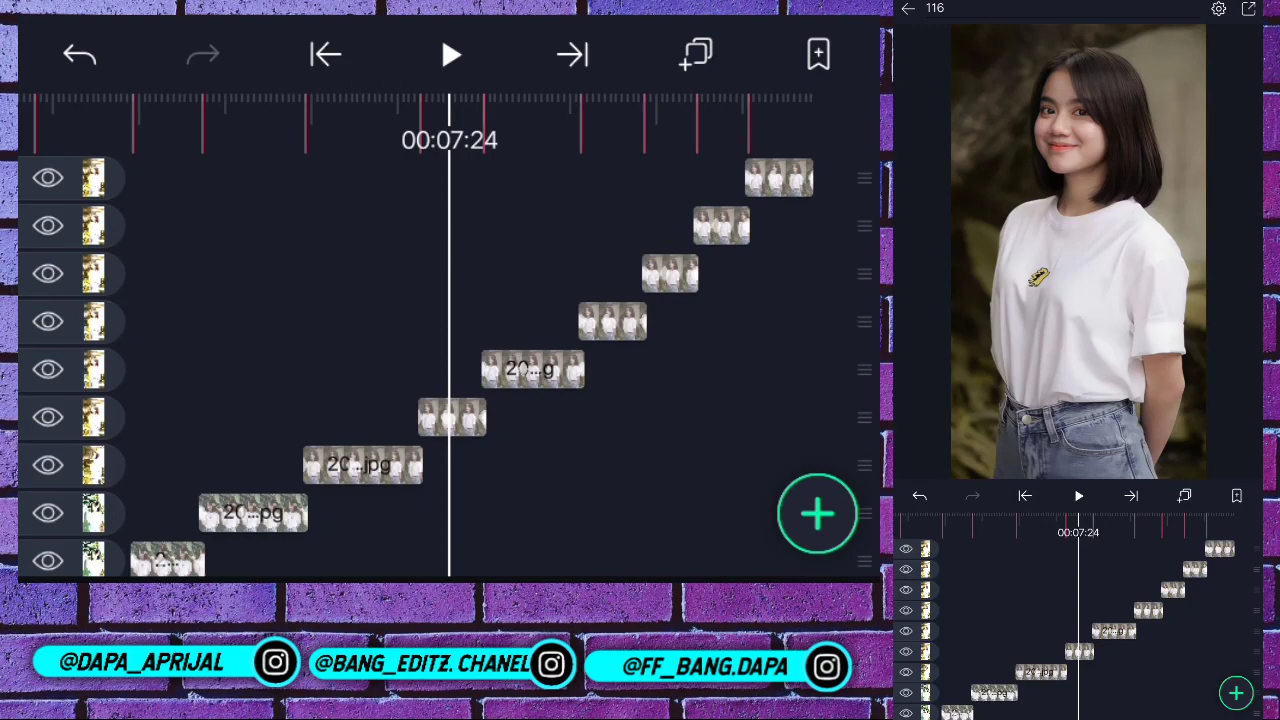 116
00:07:24
20...g
20...jpg
20...pg
00:07:24
@DAPA_APRIJAL
@BANG_EDITZ. CHANEL
@FF_BANG.DAPA